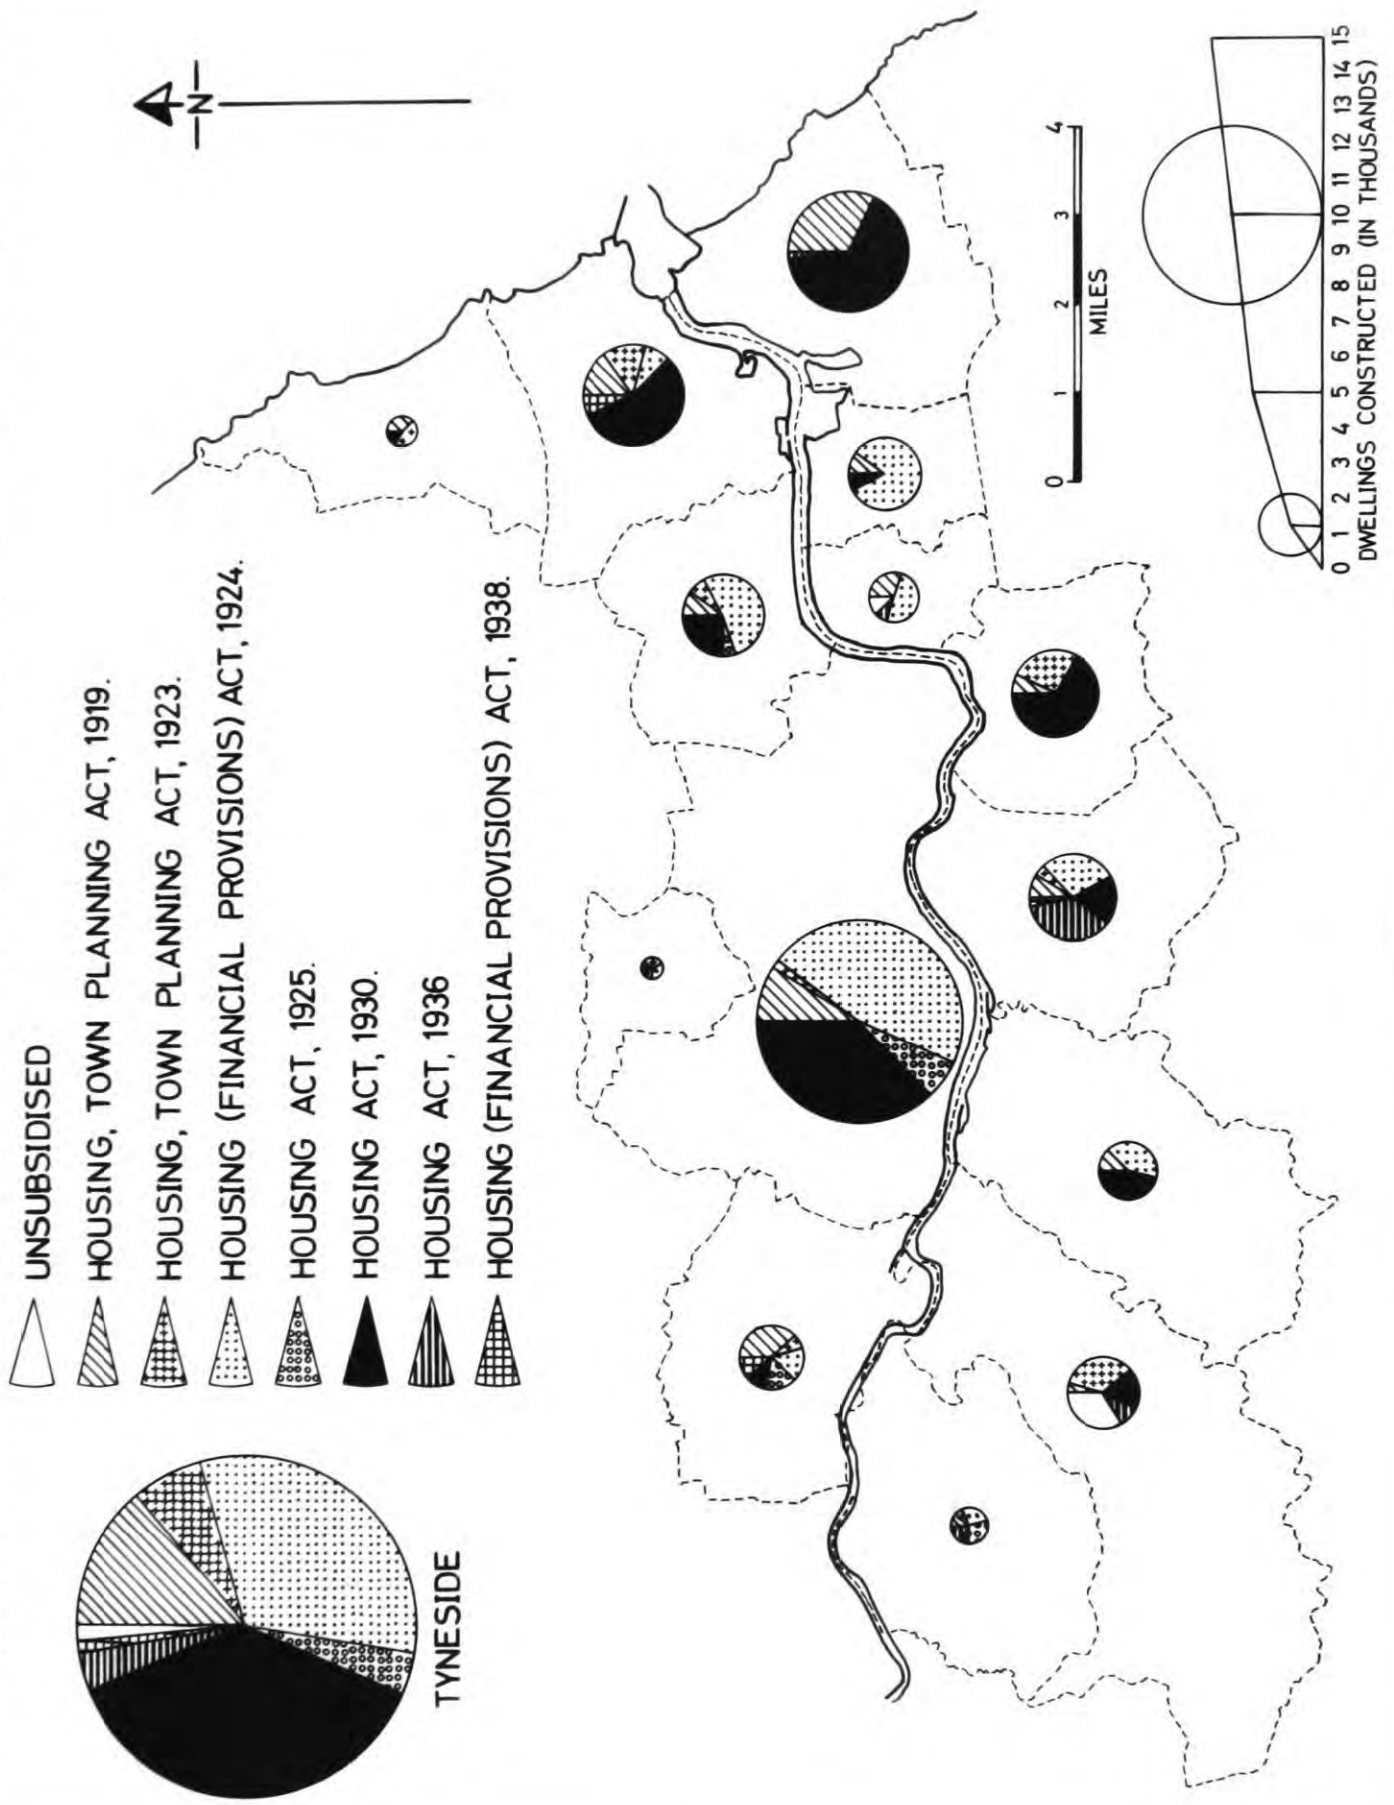 UNSUBSIDISED
HOUSING, TOWN PLANNING ACT, 1919.
HOUSING, TOWN PLANNING ACT, 1923.
HOUSING (FINANCIAL PROVISIONS) ACT, 1924.
HOUSING ACT, 1925.
HOUSING ACT, 1930.
HOUSING ACT, 1936
HOUSING (FINANCIAL PROVISIONS) ACT, 1938.
TYNESIDE
N
0 1 2 3 4
MILES
0 1 2 3 4 5 6 7 8 9 10 11 12 13 14 15
DWELLINGS CONSTRUCTED (IN THOUSANDS)